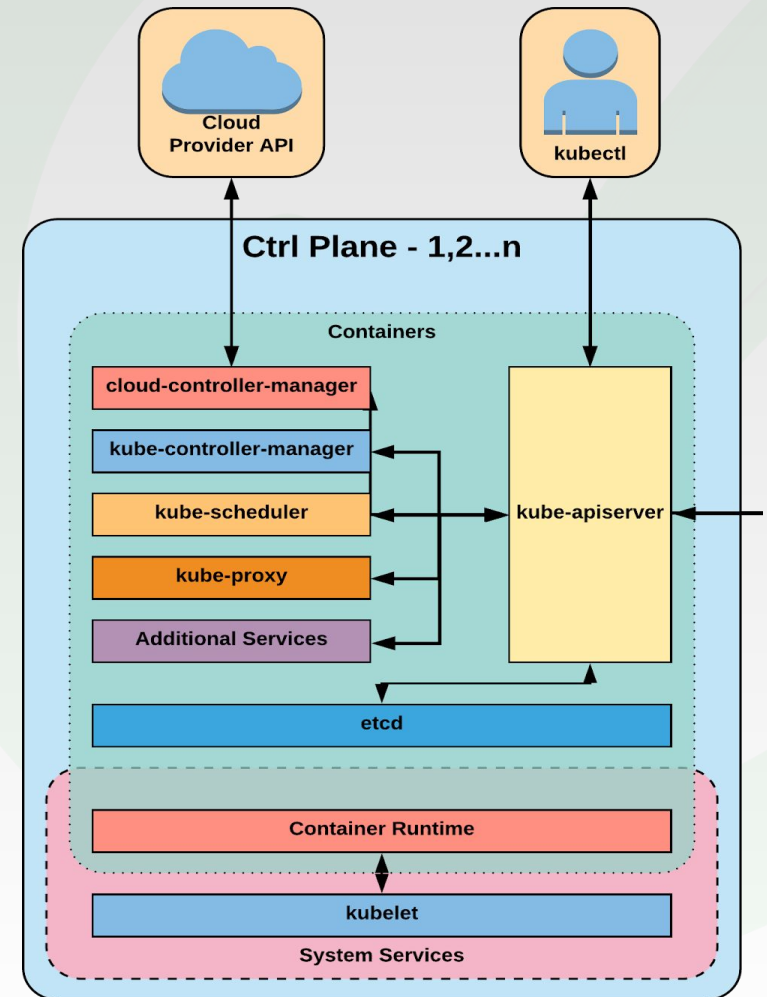 Cloud
Provider API
kubectl
Ctrl Plane - 1,2...n
Containers
cloud-controller-manager
kube-controller-manager
kube-scheduler
kube-proxy
Additional Services
kube-apiserver
etcd
Container Runtime
kubelet
System Services